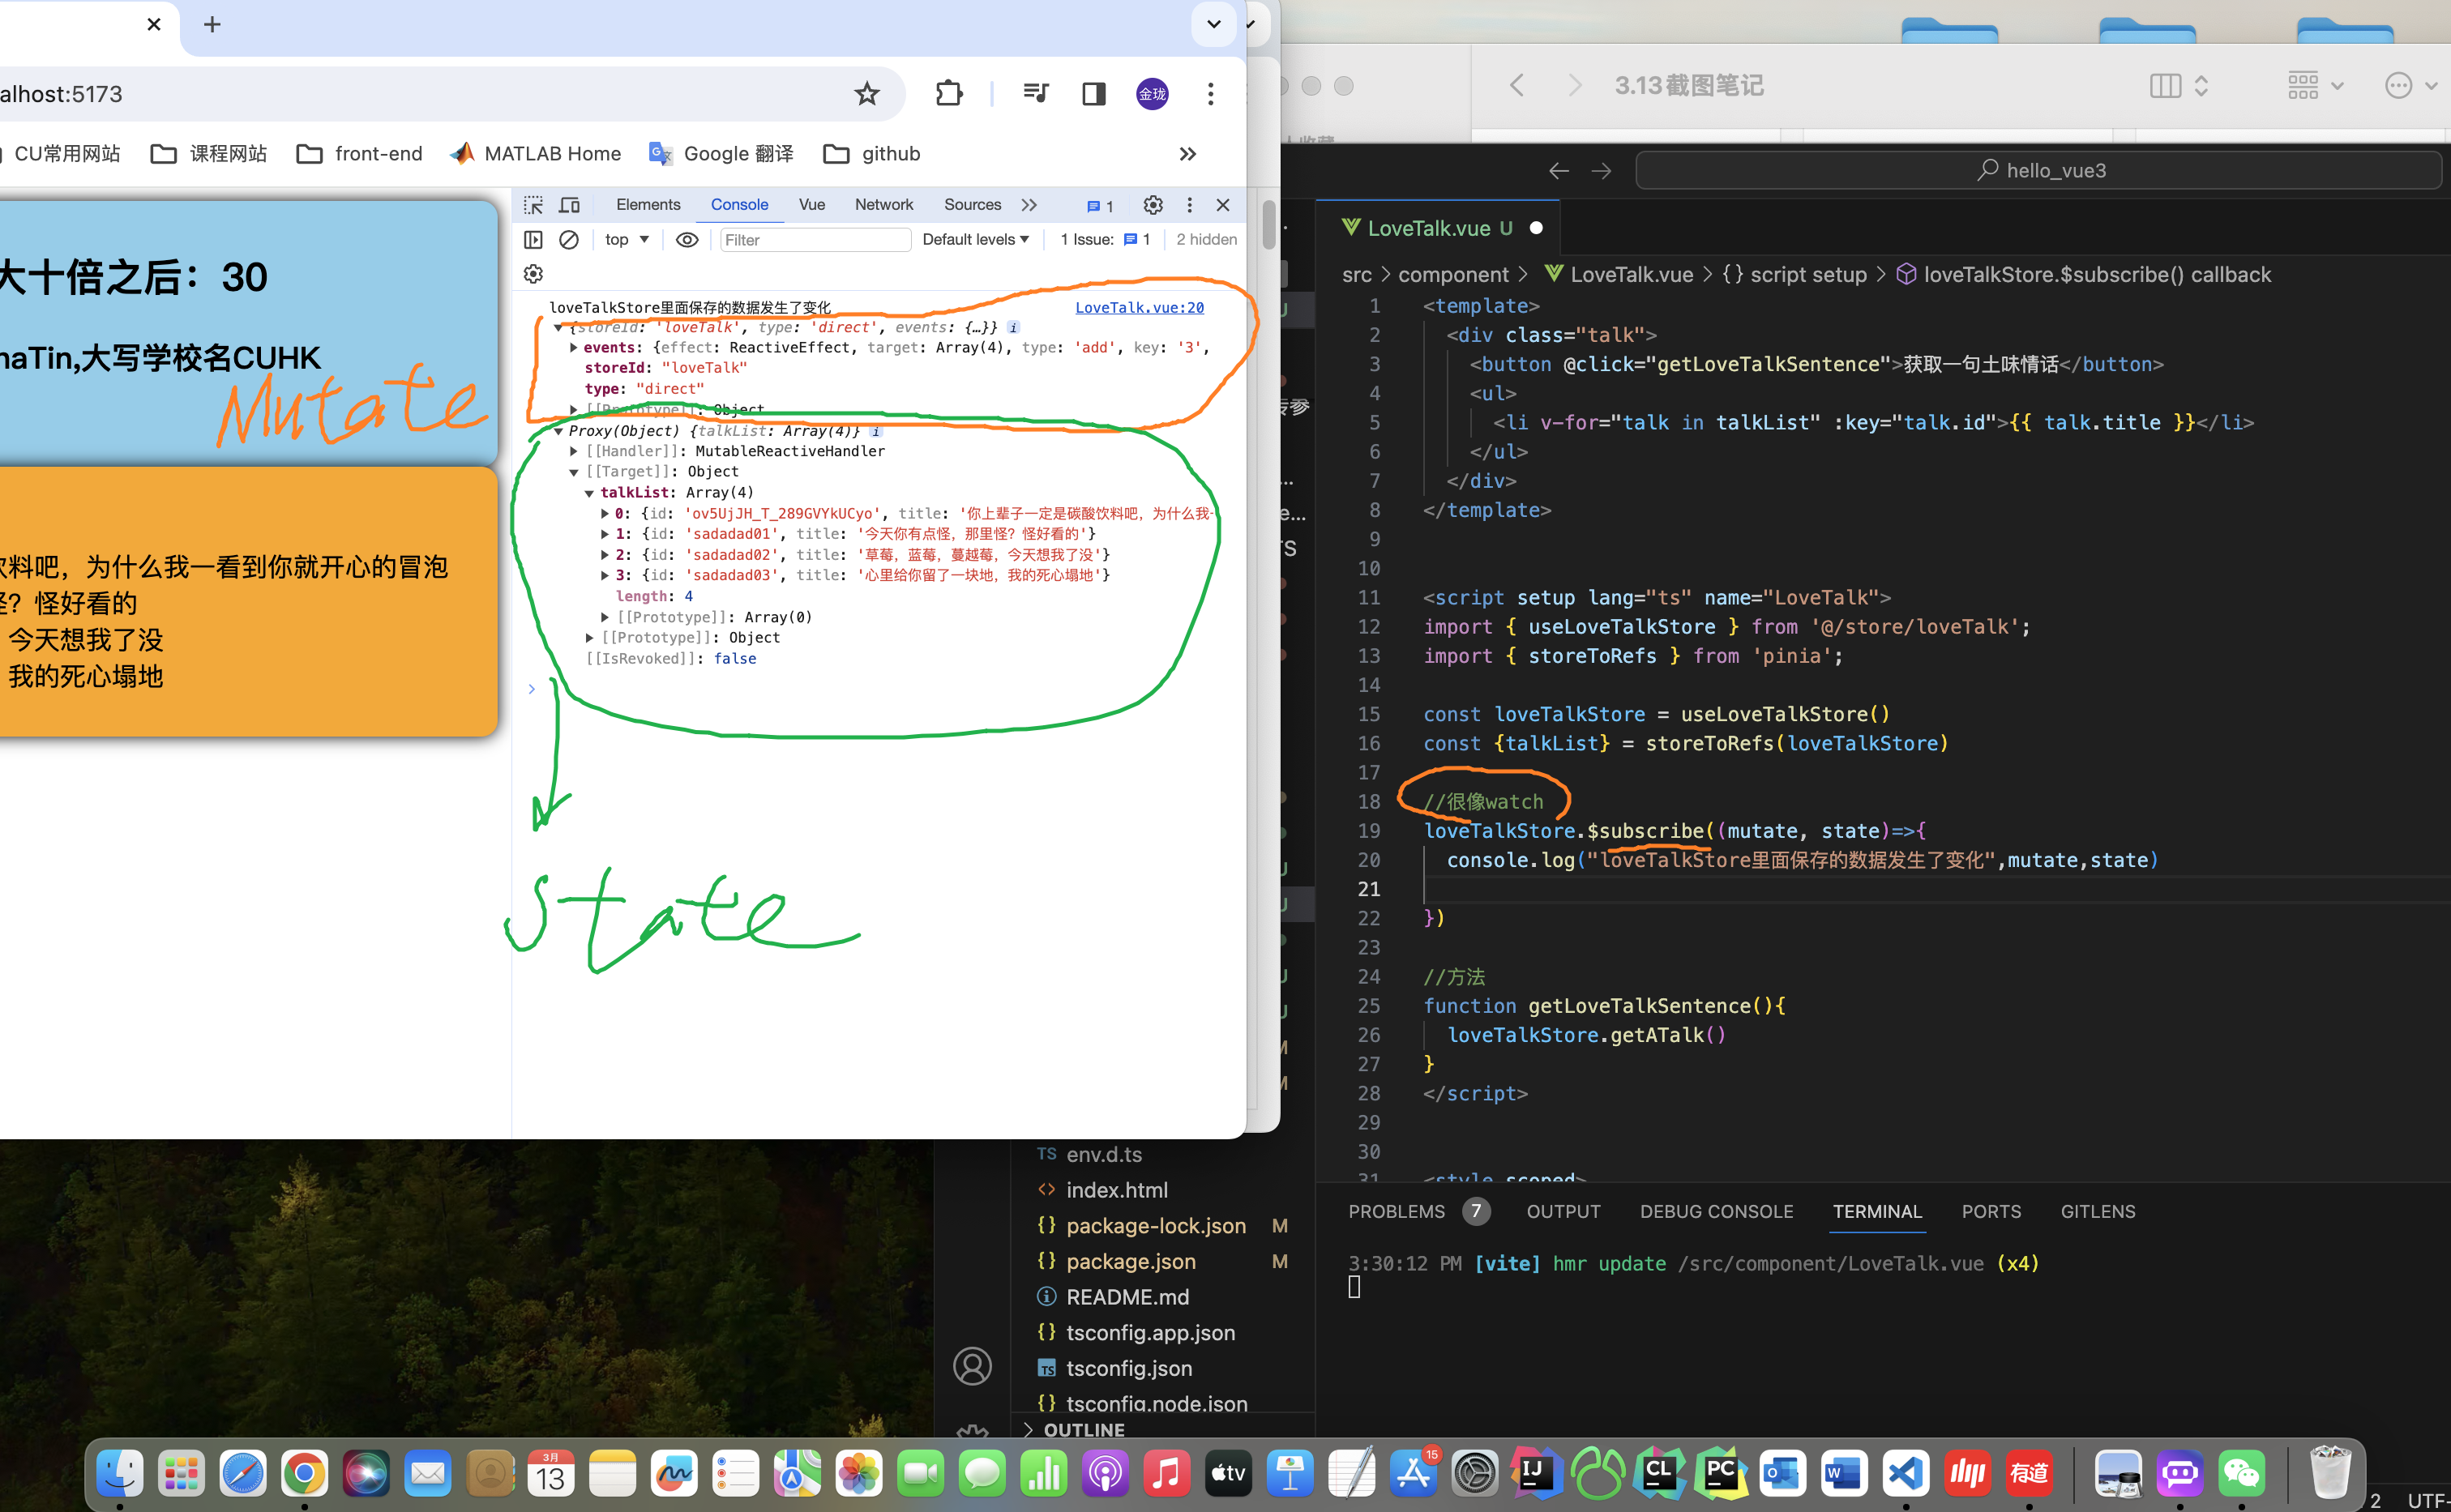 alhost:5173
金珑
CU常用网站
课程网站
front-end
MATLAB Home
Google 翻译
github
大十倍之后：30
naTin,大写学校名CUHK
Mutate
饮料吧，为什么我一看到你就开心的冒泡
怪？怪好看的
今天想我了没
我的死心塌地
Elements Console Vue Network Sources 1
top Filter Default levels 1 Issue: 1 2 hidden
loveTalkStore里面保存的数据发生了变化 LoveTalk.vue:20
{storeId: 'loveTalk', type: 'direct', events: {…}}
events: {effect: ReactiveEffect, target: Array(4), type: 'add', key: '3',
storeId: "loveTalk"
type: "direct"
[[Prototype]]: Object
Proxy(Object) {talkList: Array(4)}
[[Handler]]: MutableReactiveHandler
[[Target]]: Object
talkList: Array(4)
0: {id: 'ov5UjJH_T_289GVYkUCyo', title: '你上辈子一定是碳酸饮料吧，为什么我一
1: {id: 'sadadad01', title: '今天你有点怪，那里怪？怪好看的'}
2: {id: 'sadadad02', title: '草莓，蓝莓，蔓越莓，今天想我了没'}
3: {id: 'sadadad03', title: '心里给你留了一块地，我的死心塌地'}
length: 4
[[Prototype]]: Array(0)
[[Prototype]]: Object
[[IsRevoked]]: false
state
3.13截图笔记
hello_vue3
LoveTalk.vue U
src > component > LoveTalk.vue > {} script setup > loveTalkStore.$subscribe() callback
1 <template>
2 <div class="talk">
3 <button @click="getLoveTalkSentence">获取一句土味情话</button>
4 <ul>
5 <li v-for="talk in talkList" :key="talk.id">{{ talk.title }}</li>
6 </ul>
7 </div>
8 </template>
9
10
11 <script setup lang="ts" name="LoveTalk">
12 import { useLoveTalkStore } from '@/store/loveTalk';
13 import { storeToRefs } from 'pinia';
14
15 const loveTalkStore = useLoveTalkStore()
16 const {talkList} = storeToRefs(loveTalkStore)
17
18 //很像watch
19 loveTalkStore.$subscribe((mutate, state)=>{
20 console.log("loveTalkStore里面保存的数据发生了变化",mutate,state)
21
22 })
23
24 //方法
25 function getLoveTalkSentence(){
26 loveTalkStore.getATalk()
27 }
28 </script>
29
30
31 <style scoped>
PROBLEMS 7 OUTPUT DEBUG CONSOLE TERMINAL PORTS GITLENS
3:30:12 PM [vite] hmr update /src/component/LoveTalk.vue (x4)
TS env.d.ts
<> index.html
{} package-lock.json M
{} package.json M
README.md
{} tsconfig.app.json
TS tsconfig.json
{} tsconfig.node.json
OUTLINE
3月
13
tv
15
IJ
CL
PC
有道
2 UTF-